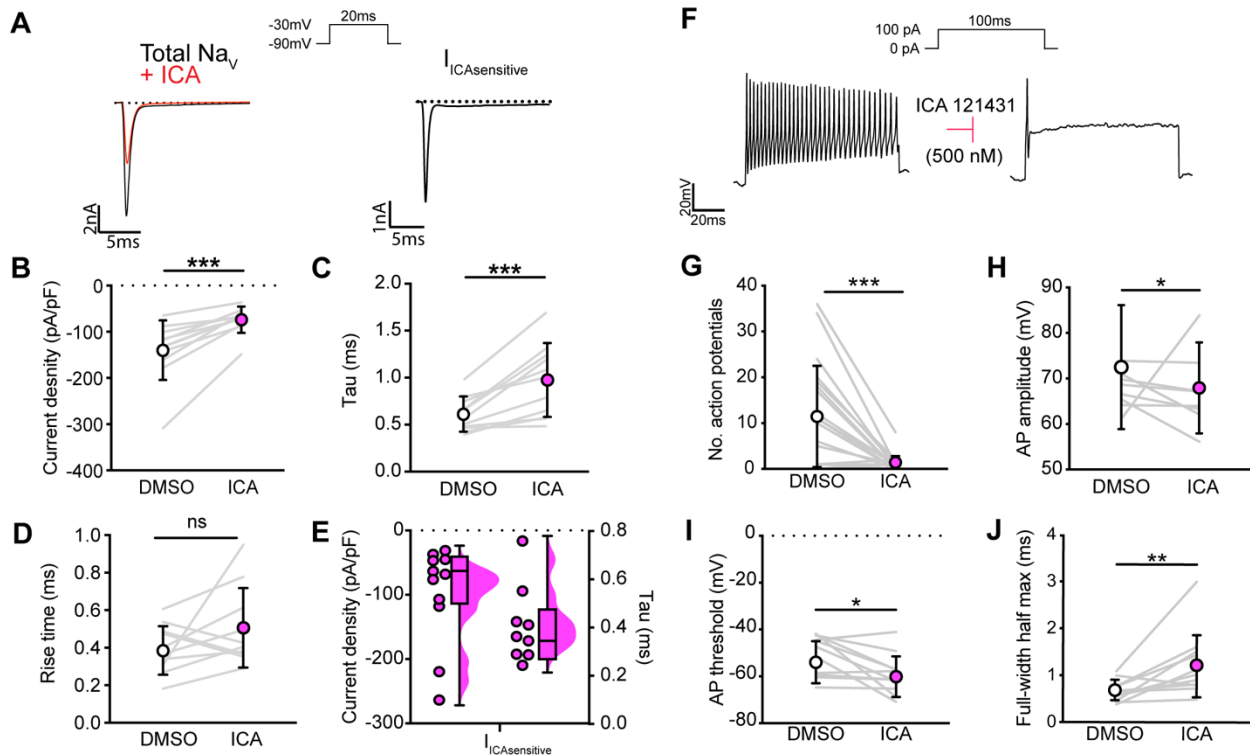 A
-30mV
20ms
-90mV
Total NaV
+ ICA
IICAsensitive
2nA
5ms
1nA
5ms
F
100 pA
100ms
0 pA
ICA 121431
(500 nM)
20mV
20ms
B
***
0
-100
-200
-300
-400
Current desnity (pA/pF)
DMSO
ICA
C
***
2.0
1.5
1.0
0.5
0.0
Tau (ms)
DMSO
ICA
G
***
40
30
20
10
0
No. action potentials
DMSO
ICA
H
*
90
80
70
60
50
AP amplitude (mV)
DMSO
ICA
D
ns
1.0
0.8
0.6
0.4
0.2
0.0
Rise time (ms)
DMSO
ICA
E
0
-100
-200
-300
Current density (pA/pF)
0.8
0.6
0.4
0.2
0.0
Tau (ms)
IICAsensitive
I
*
0
-20
-40
-60
-80
AP threshold (mV)
DMSO
ICA
J
**
4
3
2
1
0
Full-width half max (ms)
DMSO
ICA